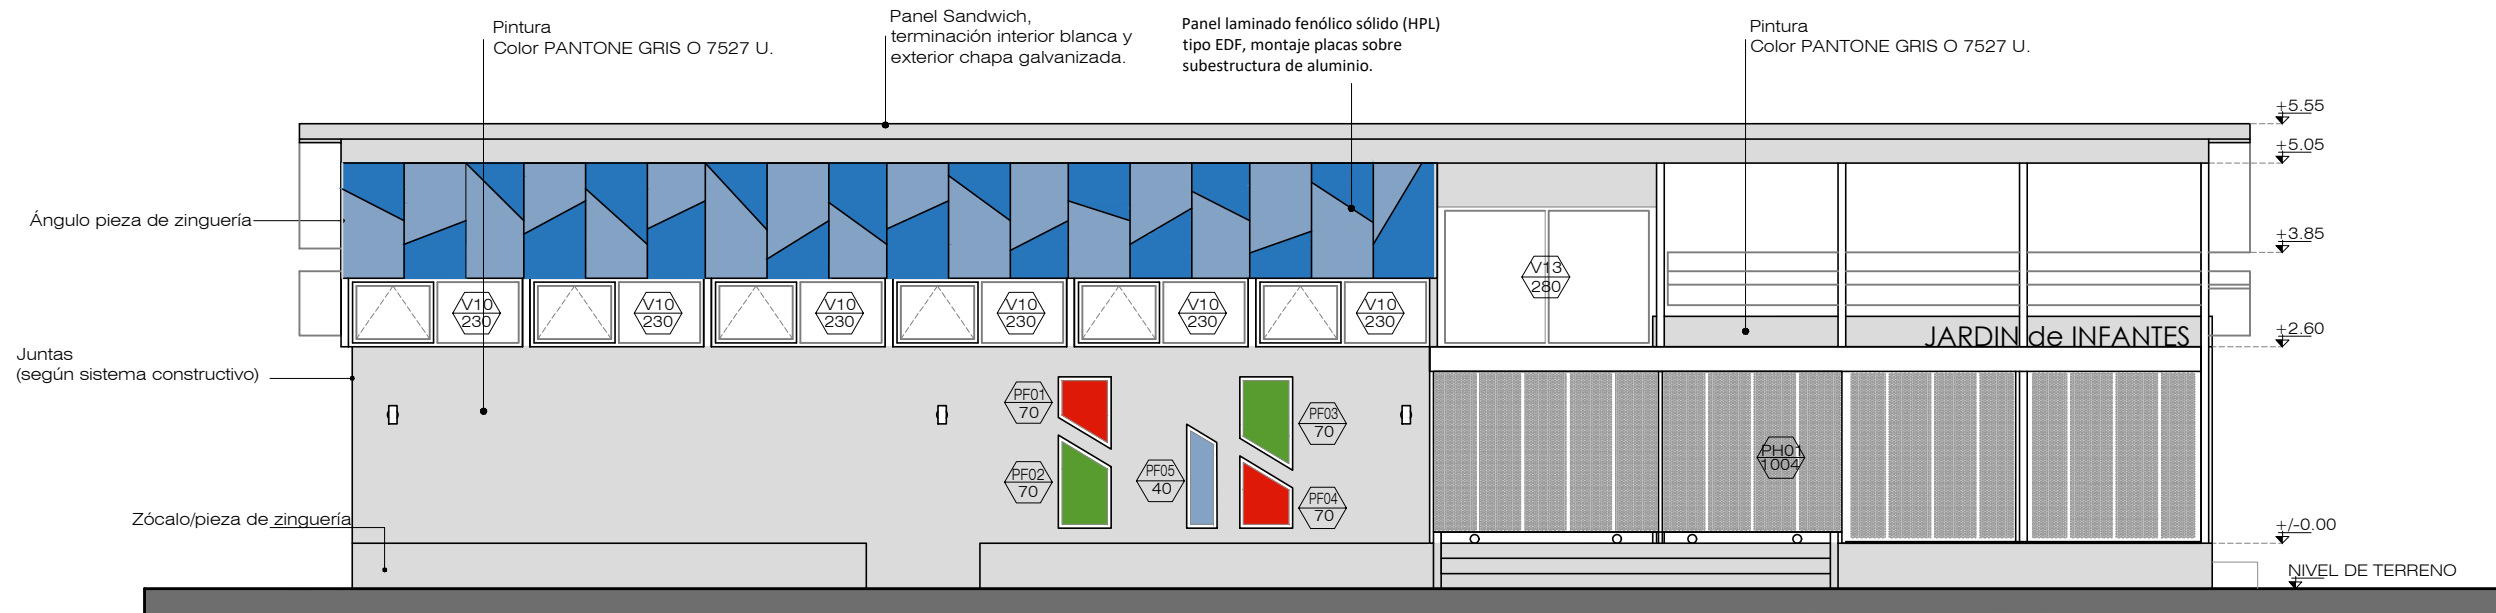 Pintura
Color PANTONE GRIS O 7527 U.
Panel Sandwich,
terminación interior blanca y
exterior chapa galvanizada.
Panel laminado fenólico sólido (HPL)
tipo EDF, montaje placas sobre
subestructura de aluminio.
Pintura
Color PANTONE GRIS O 7527 U.
+5.55
+5.05
Ángulo pieza de zinguería
+3.85
V13
280
V10
230
V10
230
V10
230
V10
230
V10
230
V10
230
+2.60
JARDIN de INFANTES
Juntas
(según sistema constructivo)
PF01
70
PF03
70
PF02
70
PF05
40
PF04
70
PH01
1004
Zócalo/pieza de zinguería
+/-0.00
NIVEL DE TERRENO